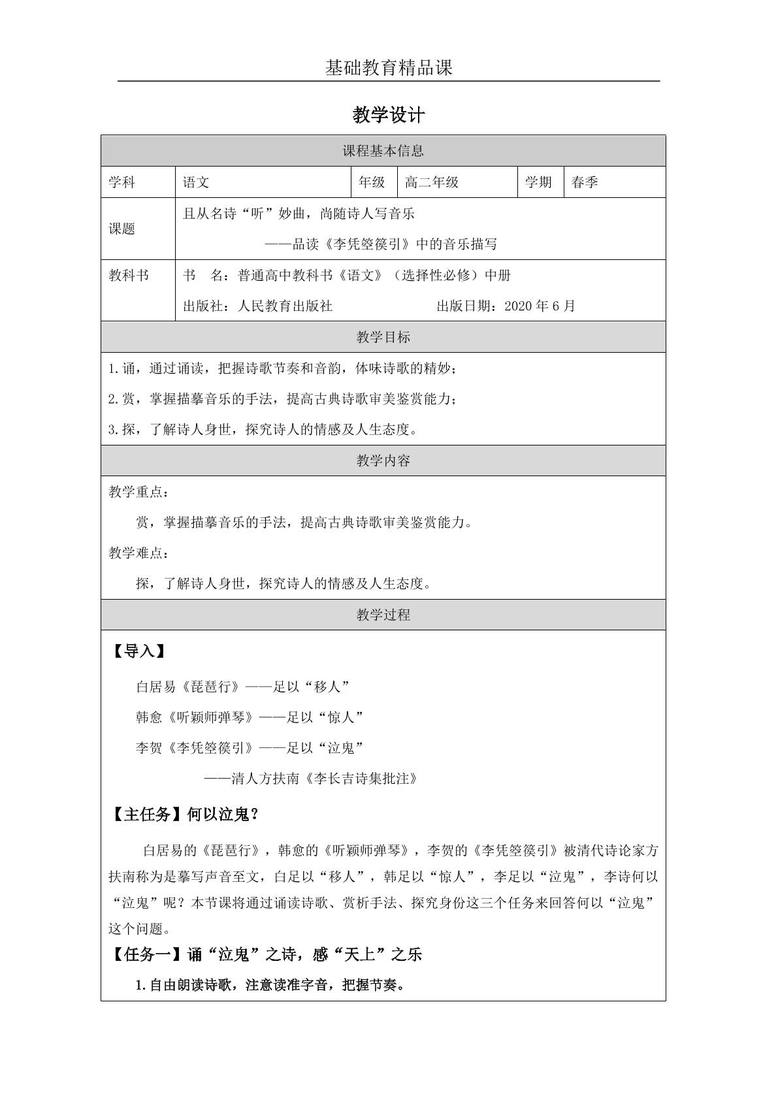 基础教育精品课
教学设计
课程基本信息
学科 语文 年级 高二年级 学期 春季
课题 且从名诗“听”妙曲，尚随诗人写音乐
——品读《李凭箜篌引》中的音乐描写
教科书 书 名：普通高中教科书《语文》（选择性必修）中册
出版社：人民教育出版社 出版日期：2020 年 6 月
教学目标
1.诵，通过诵读，把握诗歌节奏和音韵，体味诗歌的精妙；
2.赏，掌握描摹音乐的手法，提高古典诗歌审美鉴赏能力；
3.探，了解诗人身世，探究诗人的情感及人生态度。
教学内容
教学重点：
赏，掌握描摹音乐的手法，提高古典诗歌审美鉴赏能力。
教学难点：
探，了解诗人身世，探究诗人的情感及人生态度。
教学过程
【导入】
白居易《琵琶行》——足以“移人”
韩愈《听颖师弹琴》——足以“惊人”
李贺《李凭箜篌引》——足以“泣鬼”
——清人方扶南《李长吉诗集批注》
【主任务】何以泣鬼？
白居易的《琵琶行》，韩愈的《听颖师弹琴》，李贺的《李凭箜篌引》被清代诗论家方
扶南称为是摹写声音至文，白足以“移人”，韩足以“惊人”，李足以“泣鬼”，李诗何以
“泣鬼”呢？本节课将通过诵读诗歌、赏析手法、探究身份这三个任务来回答何以“泣鬼”
这个问题。
【任务一】诵“泣鬼”之诗，感“天上”之乐
1.自由朗读诗歌，注意读准字音，把握节奏。